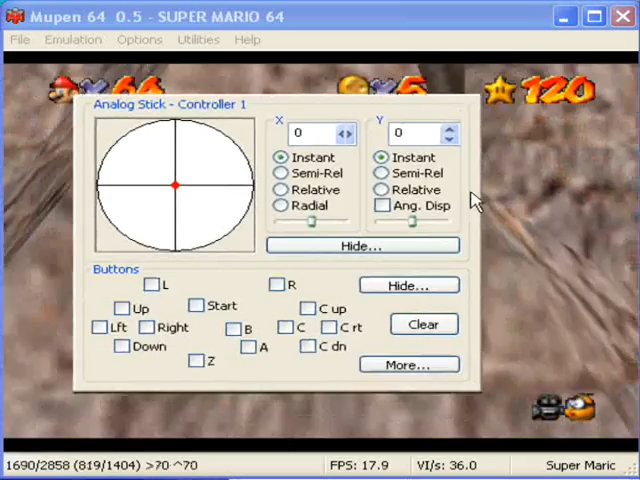 Mupen 64 0.5 - SUPER MARIO 64
File Emulation Options Utilities Help
x 64 x 5 120
Analog Stick - Controller 1
X Y
0 0
Instant Instant
Semi-Rel Semi-Rel
Relative Relative
Radial Ang. Disp
Hide...
Buttons
L R Hide...
Up Start C up
Lft Right B C C rt Clear
Down A C dn
Z More...
1690/2858 (819/1404) >70 ^70 FPS: 17.9 VI/s: 36.0 Super Maric